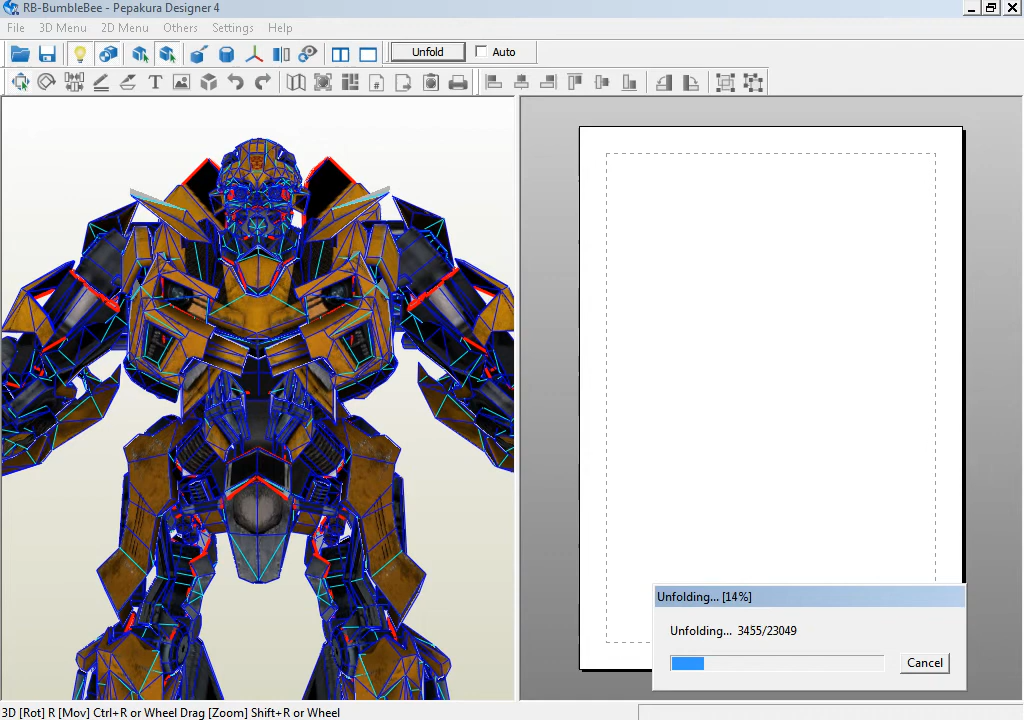 RB-BumbleBee - Pepakura Designer 4
File 3D Menu 2D Menu Others Settings Help
Unfold Auto
Unfolding... [14%]
Unfolding... 3455/23049
Cancel
3D [Rot] R [Mov] Ctrl+R or Wheel Drag [Zoom] Shift+R or Wheel